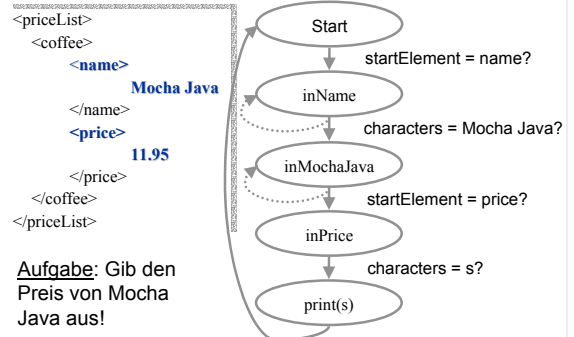 <priceList>
<coffee>
<name>
Mocha Java
</name>
<price>
11.95
</price>
</coffee>
</priceList>
Aufgabe: Gib den
Preis von Mocha
Java aus!
Start
startElement = name?
inName
characters = Mocha Java?
inMochaJava
startElement = price?
inPrice
characters = s?
print(s)